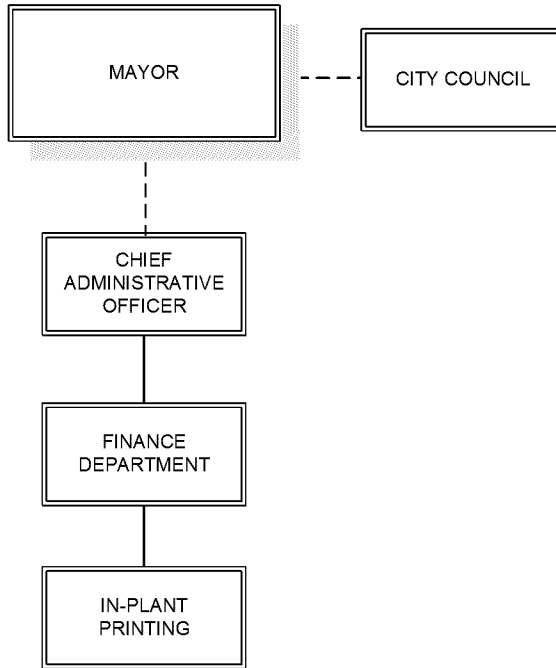 MAYOR
CITY COUNCIL
CHIEF
ADMINISTRATIVE
OFFICER
FINANCE
DEPARTMENT
IN-PLANT
PRINTING